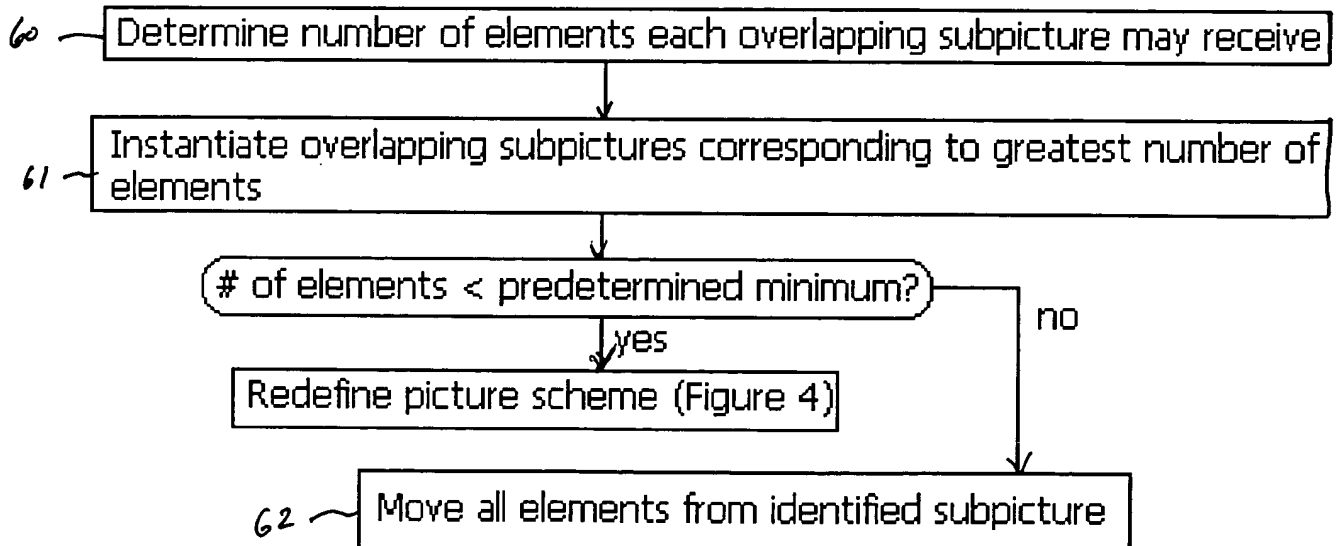 60 Determine number of elements each overlapping subpicture may receive
Instantiate overlapping subpictures corresponding to greatest number of
61 elements
# of elements < predetermined minimum?
no
yes
Redefine picture scheme (Figure 4)
62 Move all elements from identified subpicture